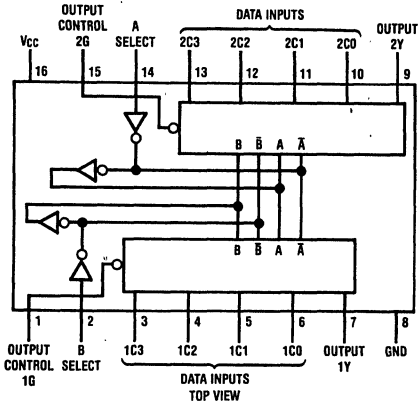 OUTPUT
CONTROL A DATA INPUTS
VCC 2G SELECT 2C3 2C2 2C1 2C0 OUTPUT
2Y
16 15 14 13 12 11 10 9
B B̅ A A̅
B B̅ A A̅
1 2 3 4 5 6 7 8
OUTPUT
CONTROL
1G
B
SELECT
1C3 1C2 1C1 1C0 OUTPUT
1Y
GND
DATA INPUTS
TOP VIEW